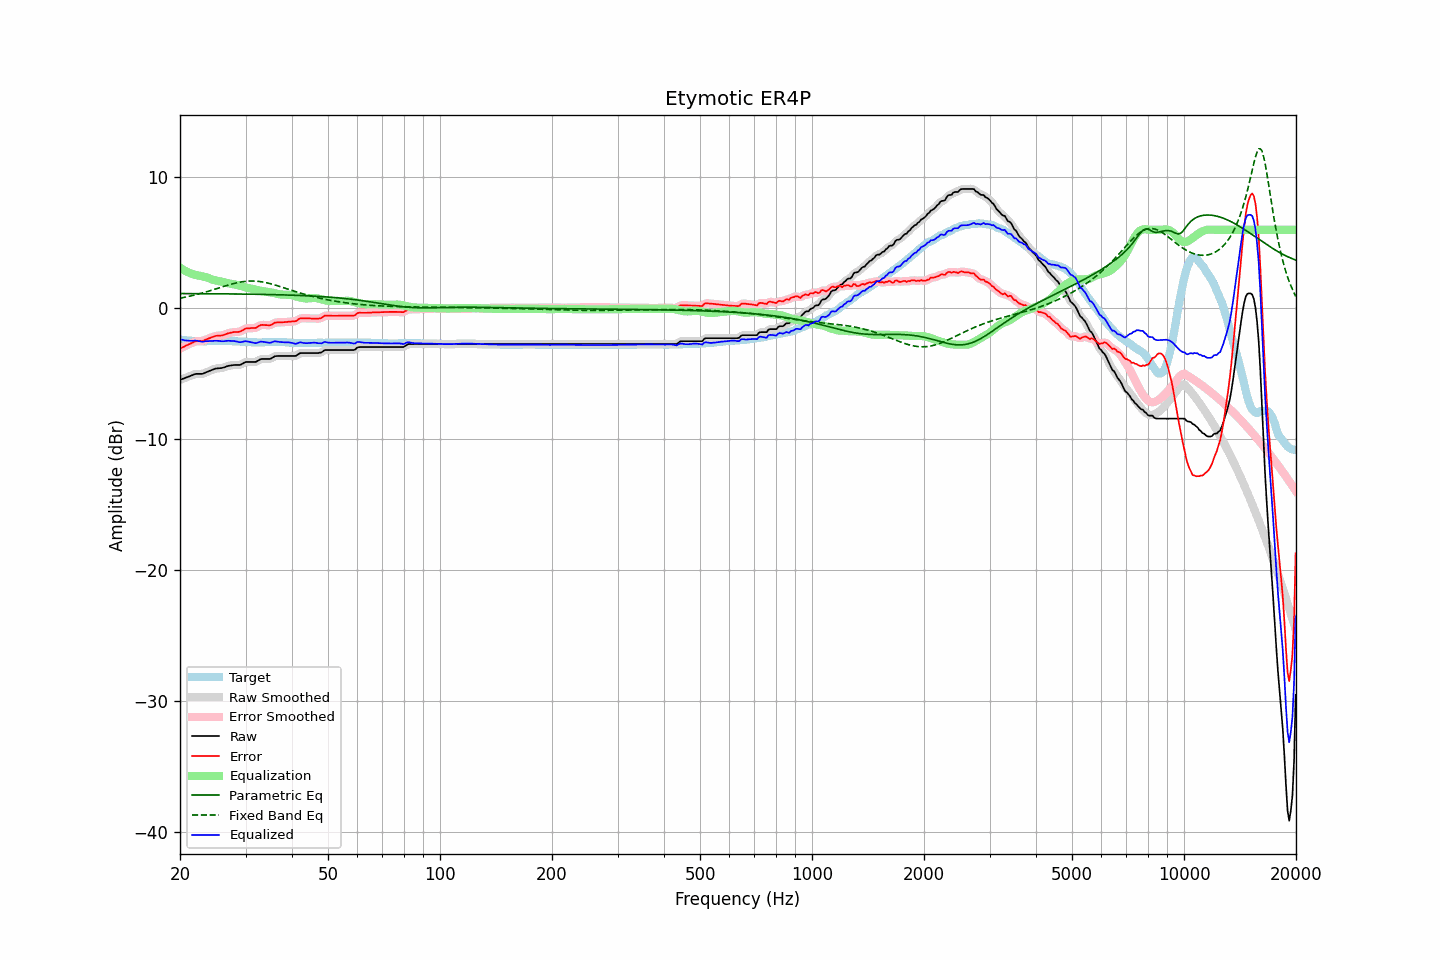 Etymotic ER4P
10
0
−10
−20
−30
−40
Amplitude (dBr)
Target
Raw Smoothed
Error Smoothed
Raw
Error
Equalization
Parametric Eq
Fixed Band Eq
Equalized
20 50 100 200 500 1000 2000 5000 10000 20000
Frequency (Hz)